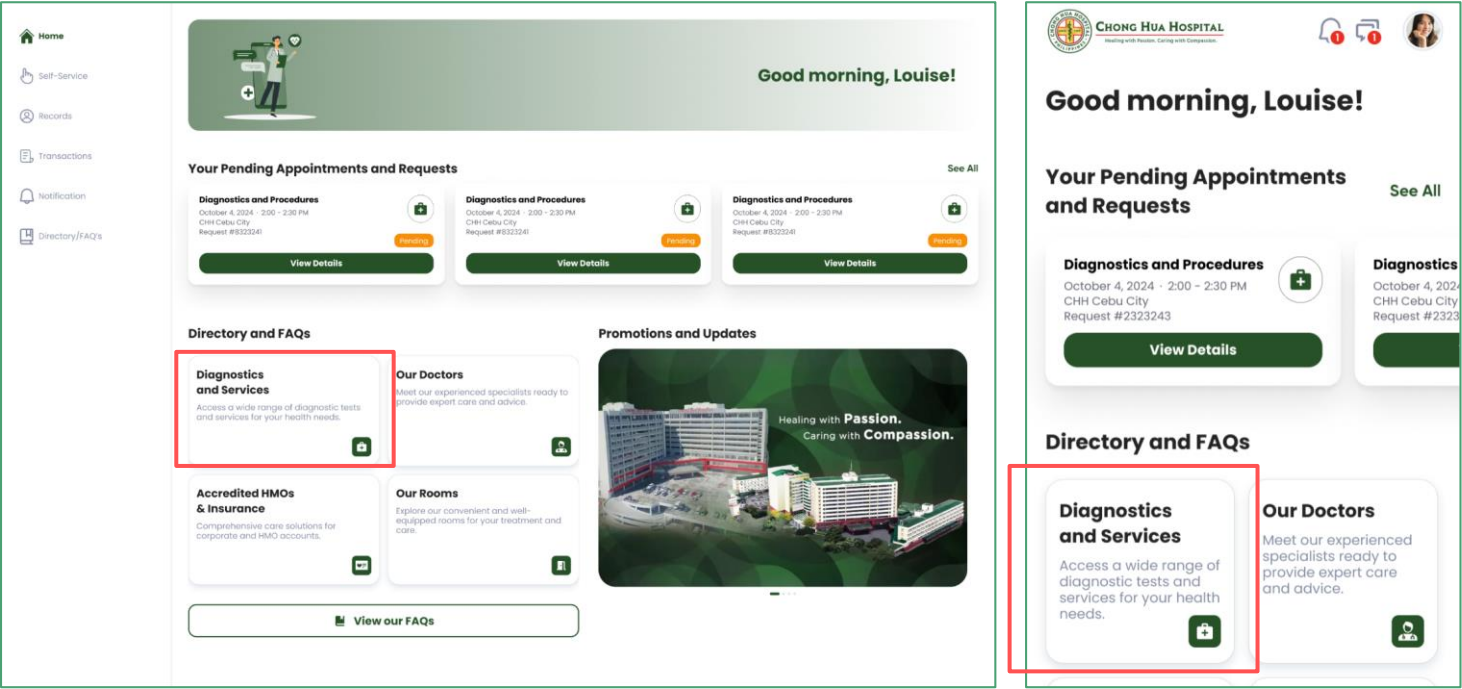 Home
Self-Service
Records
Transactions
Notification
Directory/FAQ's
Good morning, Louise!
Your Pending Appointments and Requests
See All
Diagnostics and Procedures
October 4, 2024 · 2:00 - 2:30 PM
CHH Cebu City
Request #8323241
Pending
View Details
Diagnostics and Procedures
October 4, 2024 · 2:00 - 2:30 PM
CHH Cebu City
Request #8323241
Pending
View Details
Diagnostics and Procedures
October 4, 2024 · 2:00 - 2:30 PM
CHH Cebu City
Request #8323241
Pending
View Details
Directory and FAQs
Diagnostics
and Services
Access a wide range of diagnostic tests
and services for your health needs.
Our Doctors
Meet our experienced specialists ready to
provide expert care and advice.
Accredited HMOs
& Insurance
Comprehensive care solutions for
corporate and HMO accounts.
Our Rooms
Explore our convenient and well-
equipped rooms for your treatment and
care.
View our FAQs
Promotions and Updates
Healing with Passion.
Caring with Compassion.
CHONG HUA HOSPITAL
Healing with Passion. Caring with Compassion.
1
1
Good morning, Louise!
Your Pending Appointments
and Requests
See All
Diagnostics and Procedures
October 4, 2024 · 2:00 - 2:30 PM
CHH Cebu City
Request #2323243
View Details
Diagnostics
October 4, 202
CHH Cebu City
Request #2323
Directory and FAQs
Diagnostics
and Services
Access a wide range of
diagnostic tests and
services for your health
needs.
Our Doctors
Meet our experienced
specialists ready to
provide expert care
and advice.